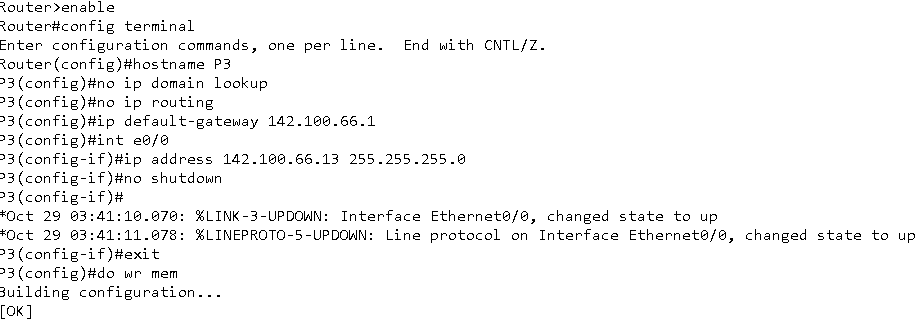 Router>enable
Router#config terminal
Enter configuration commands, one per line.  End with CNTL/Z.
Router(config)#hostname P3
P3(config)#no ip domain lookup
P3(config)#no ip routing
P3(config)#ip default-gateway 142.100.66.1
P3(config)#int e0/0
P3(config-if)#ip address 142.100.66.13 255.255.255.0
P3(config-if)#no shutdown
P3(config-if)#
*Oct 29 03:41:10.070: %LINK-3-UPDOWN: Interface Ethernet0/0, changed state to up
*Oct 29 03:41:11.078: %LINEPROTO-5-UPDOWN: Line protocol on Interface Ethernet0/0, changed state to up
P3(config-if)#exit
P3(config)#do wr mem
Building configuration...
[OK]